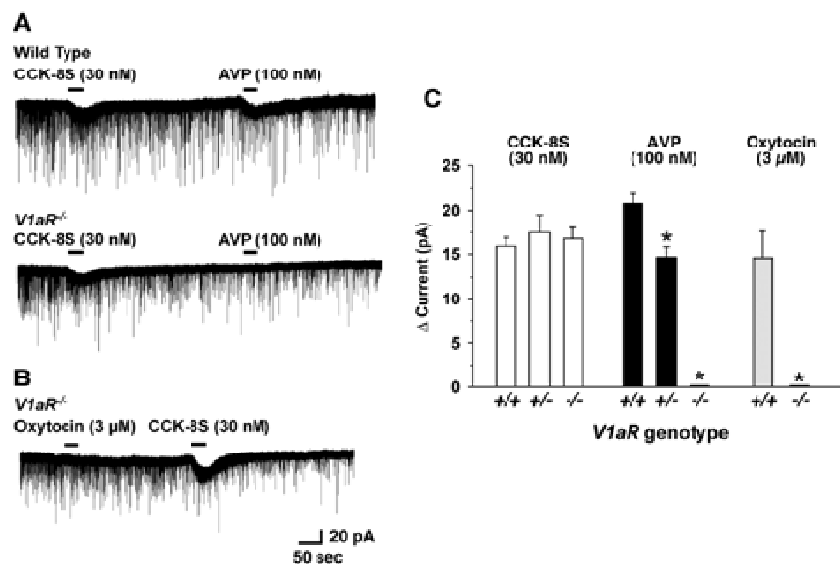 A
Wild Type
CCK-8S (30 nM) AVP (100 nM)
V1aR-/-
CCK-8S (30 nM) AVP (100 nM)
B
V1aR-/-
Oxytocin (3 µM) CCK-8S (30 nM)
20 pA
50 sec
C
CCK-8S AVP Oxytocin
(30 nM) (100 nM) (3 µM)
25
20
15
10
5
0
Δ Current (pA)
*
* *
+/+ +/- -/- +/+ +/- -/- +/+ -/-
V1aR genotype